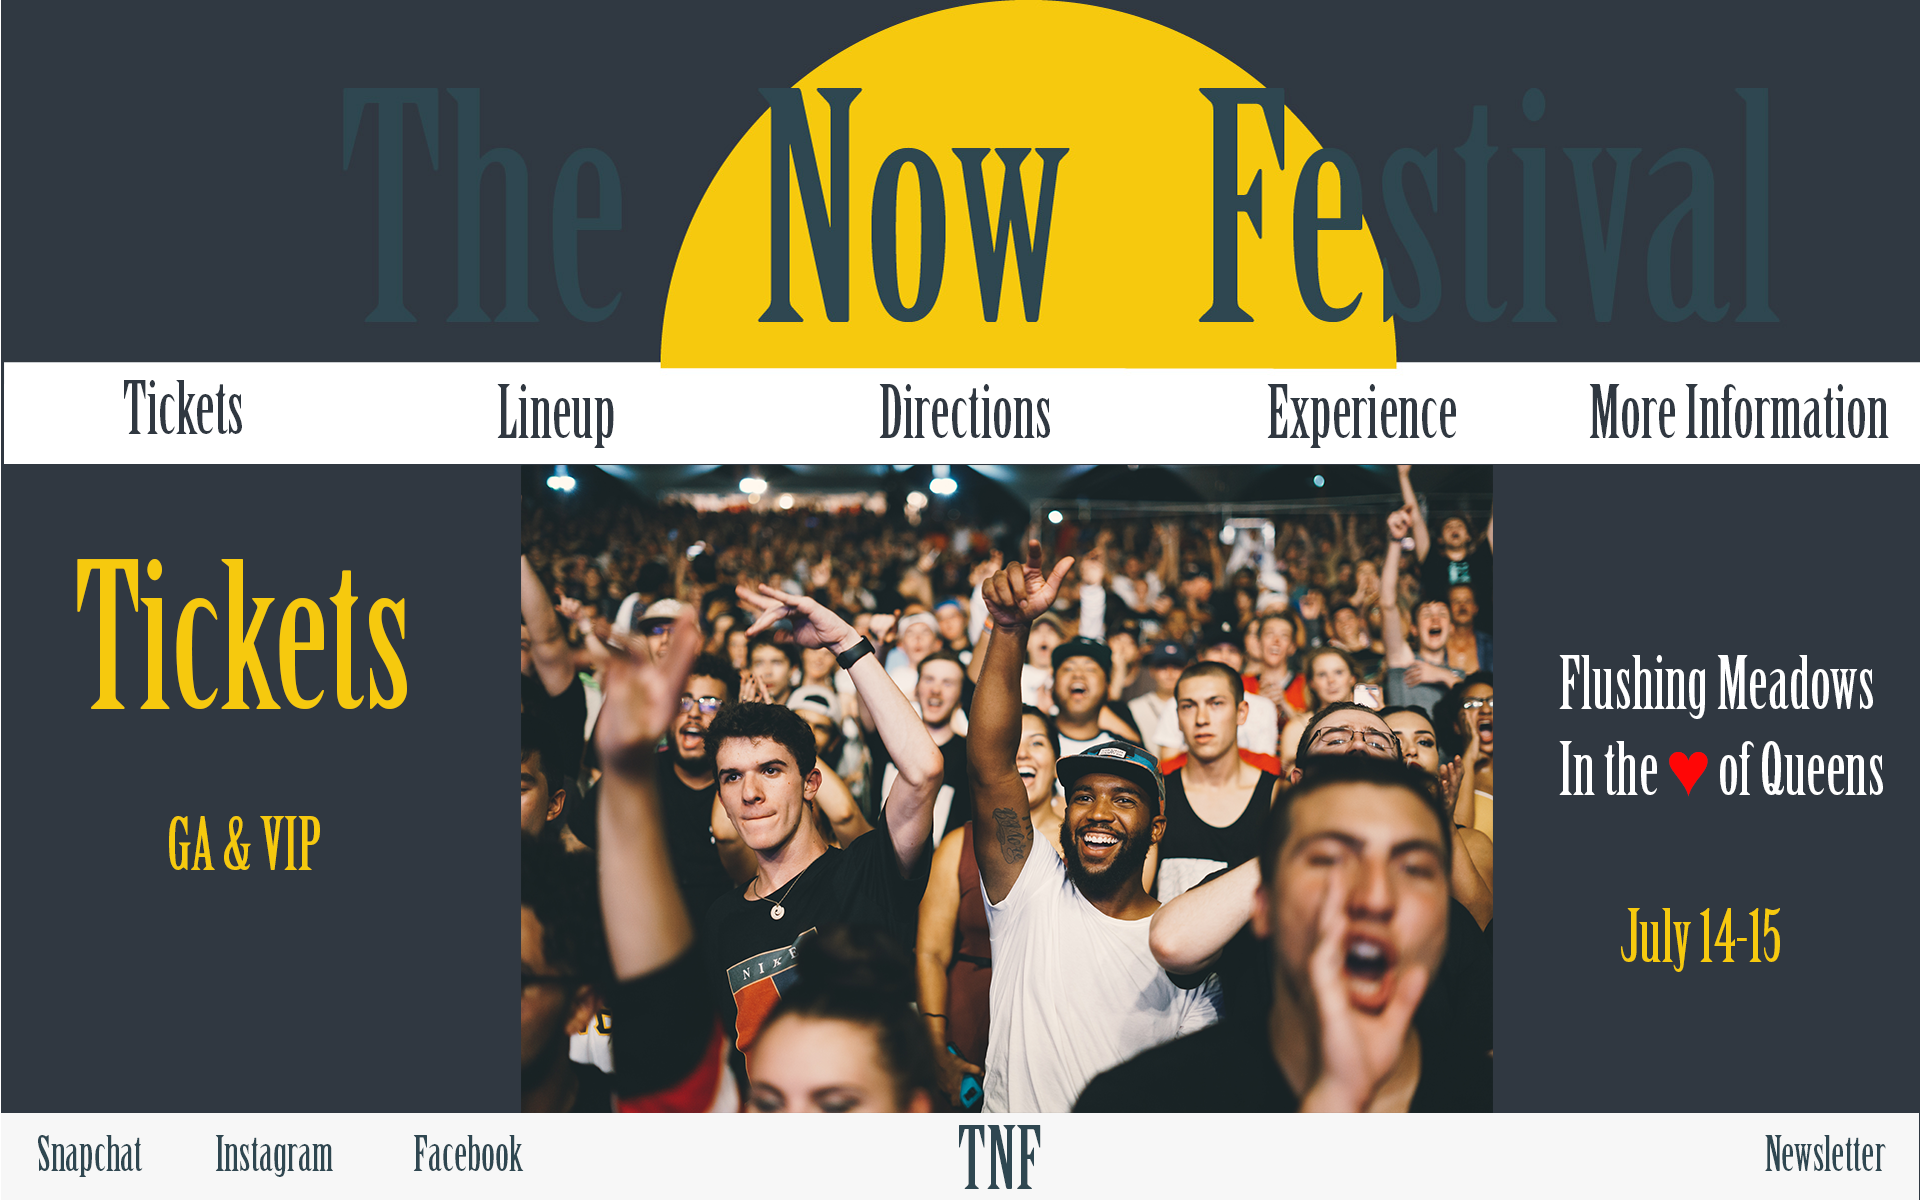 The Now Festival
Tickets Lineup Directions Experience More Information
Tickets
GA & VIP
NIKE
Flushing Meadows
In the ♥ of Queens
July 14-15
Snapchat Instagram Facebook TNF Newsletter